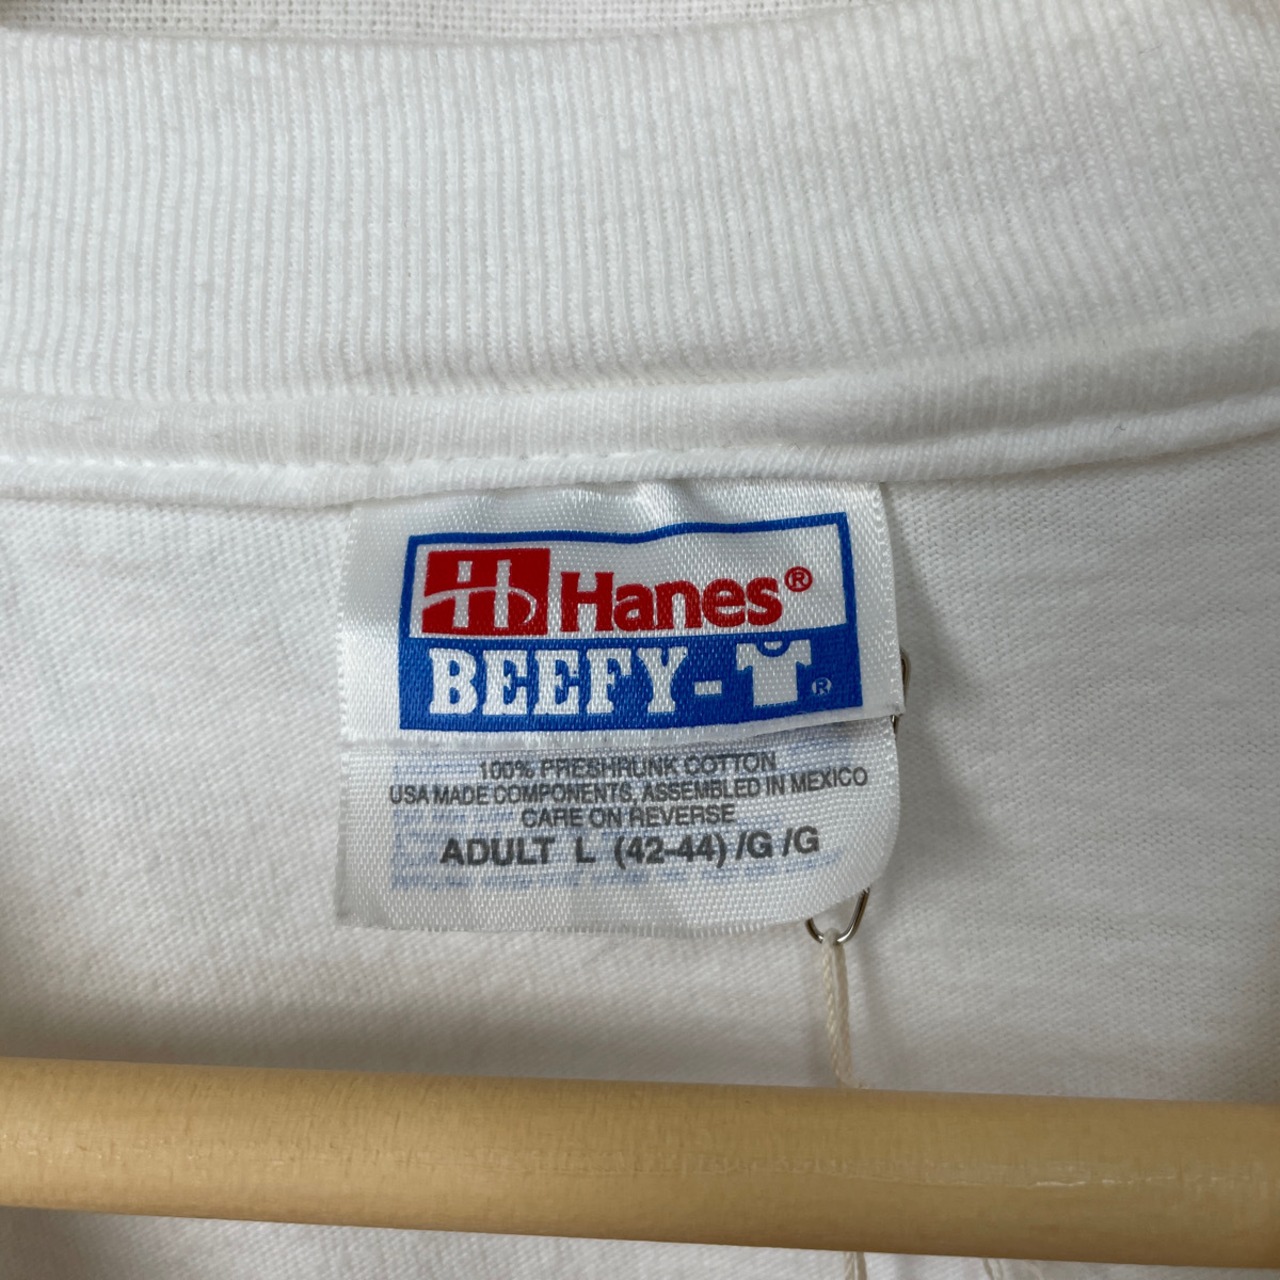 Hanes®
BEEFY-T®
100% PRESHRUNK COTTON
USA MADE COMPONENTS, ASSEMBLED IN MEXICO
CARE ON REVERSE
ADULT L (42-44) /G /G